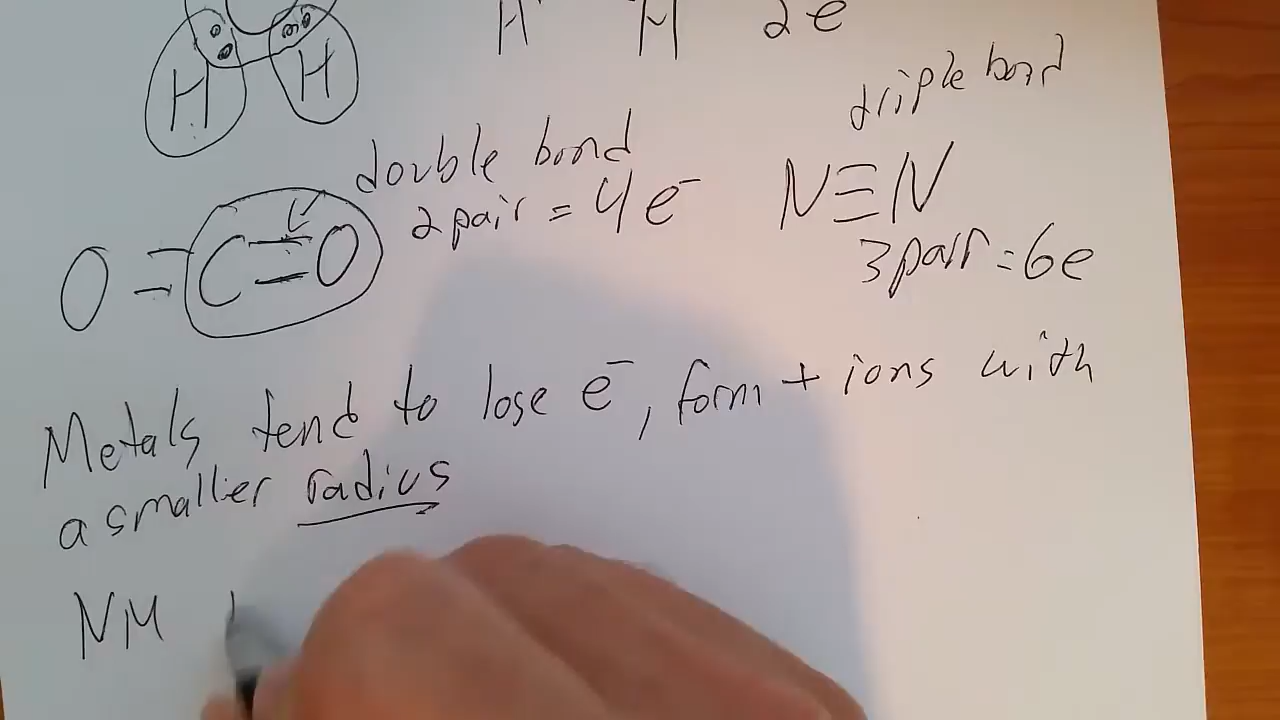 H H 2e
H H
triple bond
double bond
2 pair = 4e⁻
N≡N
3 pair = 6e
O=C=O
Metals tend to lose e⁻, form + ions with
a smaller radius
NM